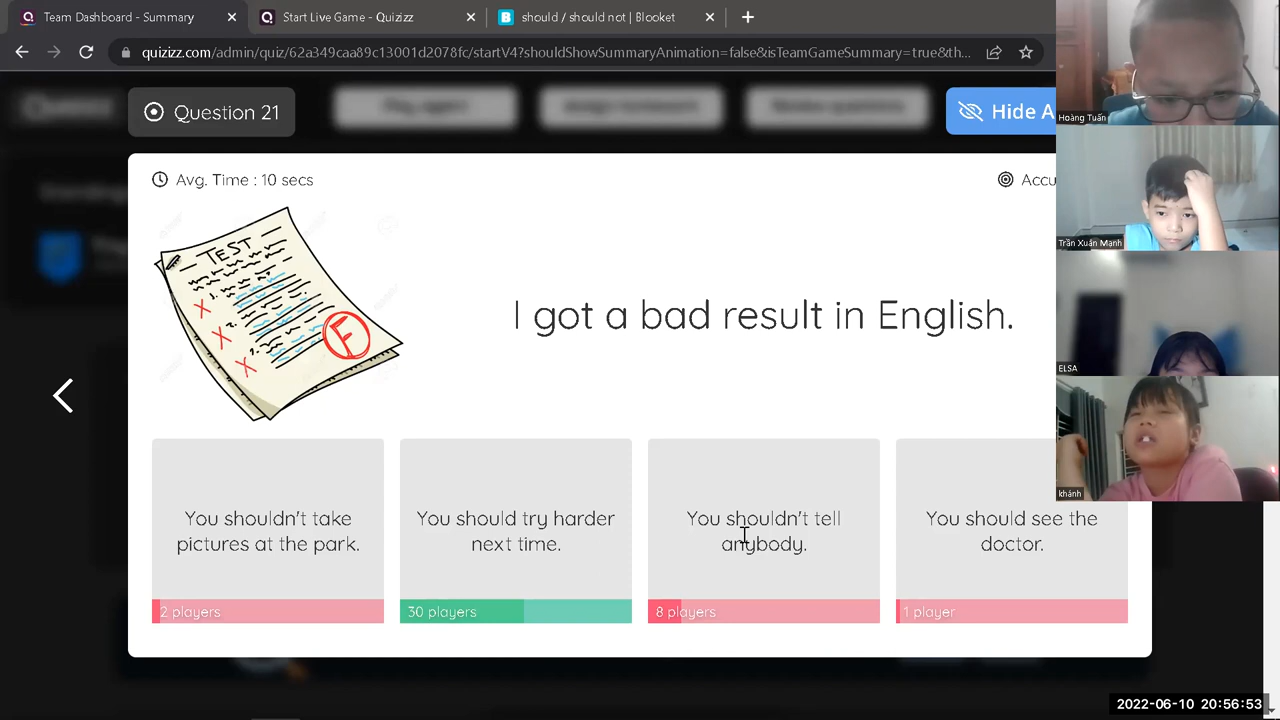 Team Dashboard - Summary
Start Live Game - Quizizz
should / should not | Blooket
quizizz.com/admin/quiz/62a349caa89c13001d2078fc/startV4?shouldShowSummaryAnimation=false&isTeamGameSummary=true&th...
Question 21
Hide A
Hoàng Tuấn
Avg. Time : 10 secs
Accu
TEST
F
I got a bad result in English.
Trần Xuân Mạnh
ELSA
khánh
You shouldn't take
pictures at the park.
2 players
You should try harder
next time.
30 players
You shouldn't tell
anybody.
8 players
You should see the
doctor.
1 player
2022-06-10 20:56:53